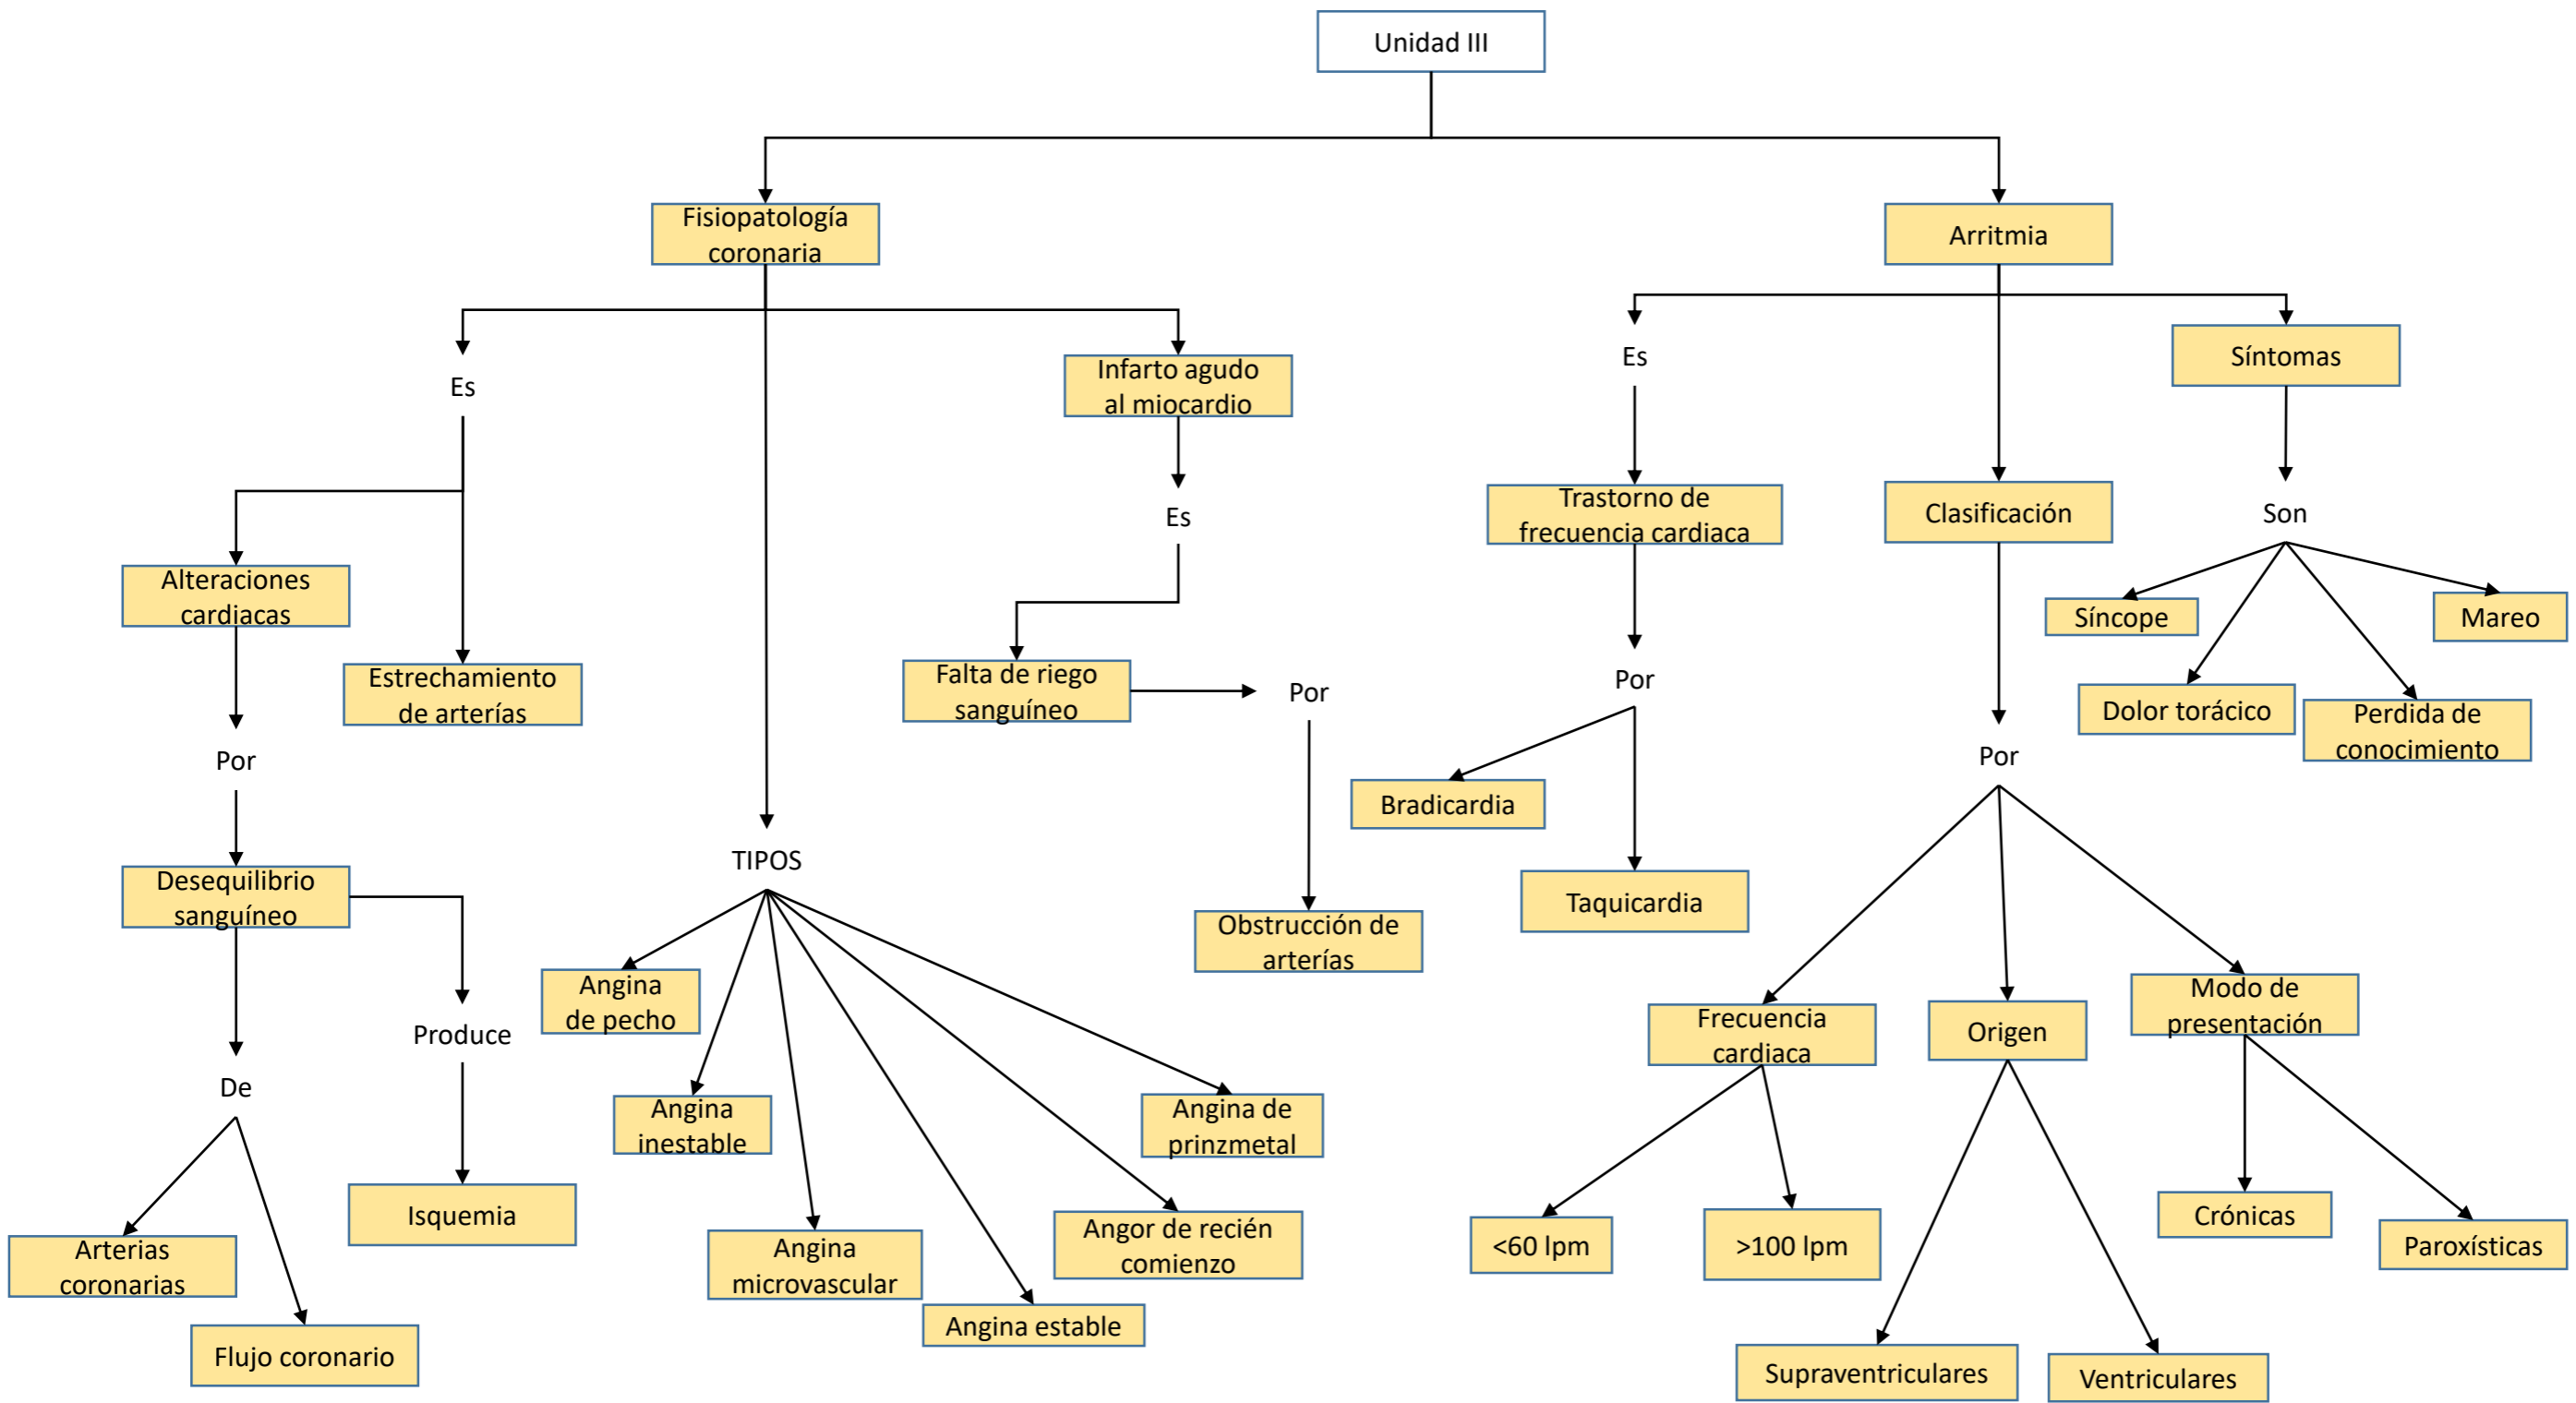 Unidad III
Fisiopatología
coronaria
Arritmia
Es
Infarto agudo
al miocardio
Es
Síntomas
Es
Trastorno de
frecuencia cardiaca
Clasificación
Son
Alteraciones
cardiacas
Síncope
Mareo
Estrechamiento
de arterías
Falta de riego
sanguíneo
Por
Por
Dolor torácico
Perdida de
conocimiento
Por
Por
Bradicardia
TIPOS
Desequilibrio
sanguíneo
Taquicardia
Obstrucción de
arterías
Angina
de pecho
Produce
Frecuencia
cardiaca
Origen
Modo de
presentación
De
Angina
inestable
Angina de
prinzmetal
Isquemia
Angor de recién
comienzo
<60 lpm
>100 lpm
Crónicas
Paroxísticas
Arterias
coronarias
Angina
microvascular
Angina estable
Flujo coronario
Supraventriculares
Ventriculares